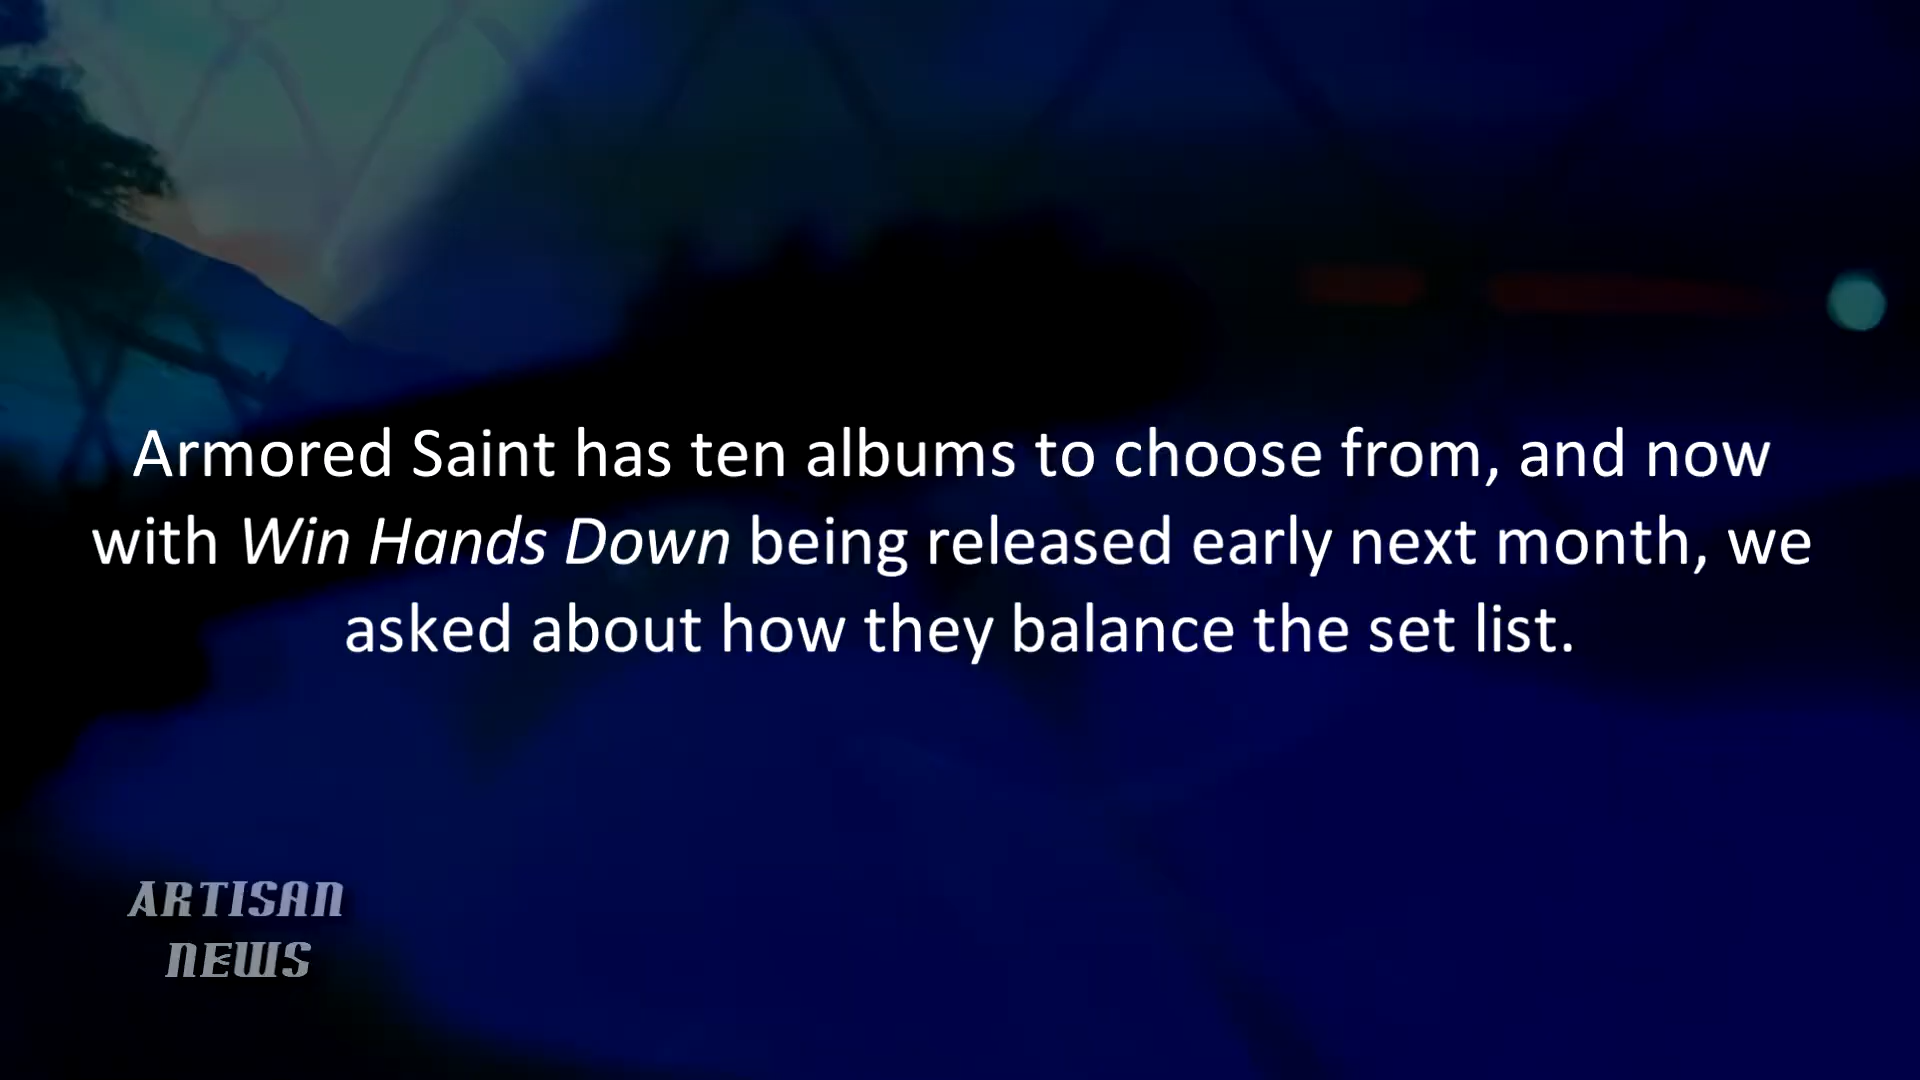 Armored Saint has ten albums to choose from, and now
with Win Hands Down being released early next month, we
asked about how they balance the set list.
ARTISAN
NEWS